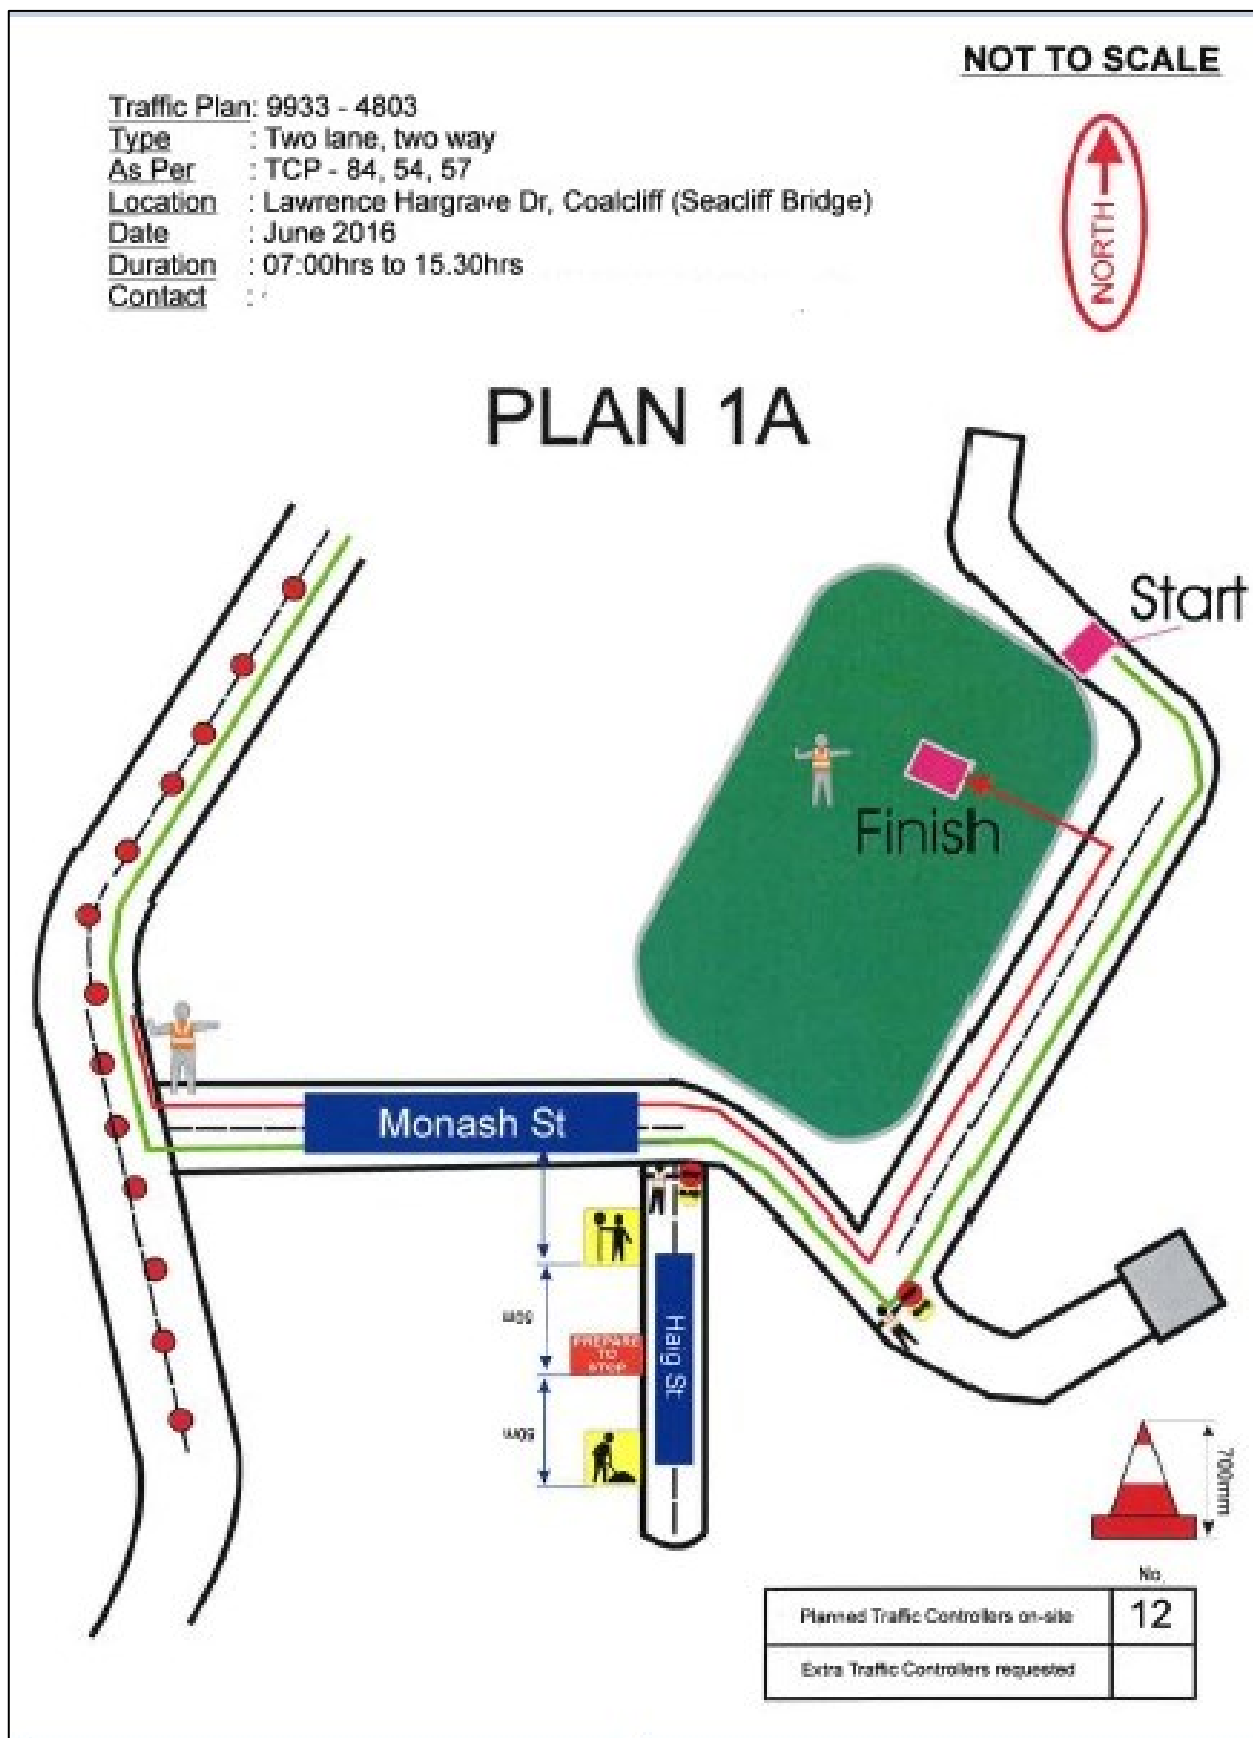 NOT TO SCALE
Traffic Plan: 9933 - 4803
Type : Two lane, two way
As Per : TCP - 84, 54, 57
Location : Lawrence Hargrave Dr, Coalcliff (Seacliff Bridge)
Date : June 2016
Duration : 07:00hrs to 15.30hrs
Contact :
NORTH
PLAN 1A
Start
Finish
Monash St
50m
PREPARE
TO
STOP
Haig St
50m
700mm
No.
Planned Traffic Controllers on-site 12
Extra Traffic Controllers requested